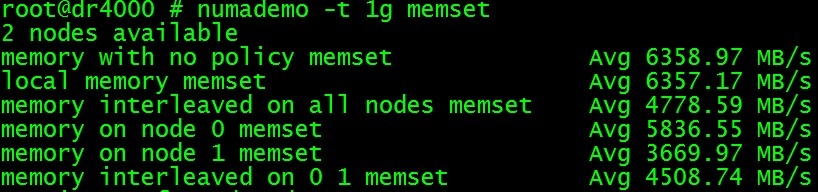 root@dr4000 # numademo -t 1g memset
2 nodes available
memory with no policy memset Avg 6358.97 MB/s
local memory memset Avg 6357.17 MB/s
memory interleaved on all nodes memset Avg 4778.59 MB/s
memory on node 0 memset Avg 5836.55 MB/s
memory on node 1 memset Avg 3669.97 MB/s
memory interleaved on 0 1 memset Avg 4508.74 MB/s